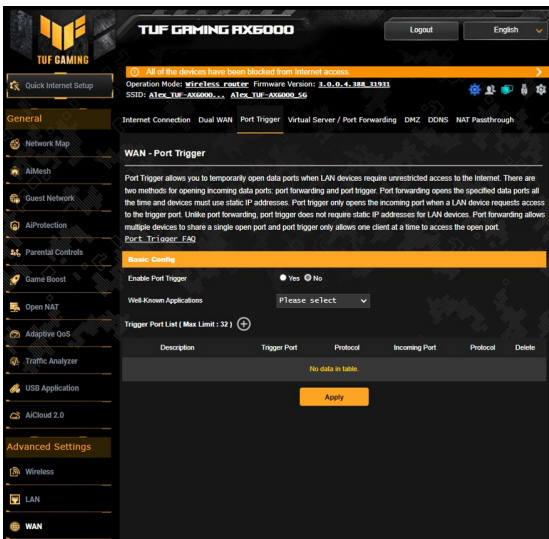 TUF GAMING AX6000
Logout
English
TUF GAMING
All of the devices have been blocked from Internet access.
Quick Internet Setup
Operation Mode: Wireless router Firmware Version: 3.0.0.4.388_31931
SSID: Alex_TUF-AX6000... Alex_TUF-AX6000_5G
General
Internet Connection Dual WAN Port Trigger Virtual Server / Port Forwarding DMZ DDNS NAT Passthrough
Network Map
AiMesh
Guest Network
AiProtection
Parental Controls
Game Boost
Open NAT
Adaptive QoS
Traffic Analyzer
USB Application
AiCloud 2.0
Advanced Settings
Wireless
LAN
WAN
WAN - Port Trigger
Port Trigger allows you to temporarily open data ports when LAN devices require unrestricted access to the Internet. There are
two methods for opening incoming data ports: port forwarding and port trigger. Port forwarding opens the specified data ports all
the time and devices must use static IP addresses. Port trigger only opens the incoming port when a LAN device requests access
to the trigger port. Unlike port forwarding, port trigger does not require static IP addresses for LAN devices. Port forwarding allows
multiple devices to share a single open port and port trigger only allows one client at a time to access the open port.
Port Trigger FAQ
Basic Config
Enable Port Trigger Yes No
Well-Known Applications Please select
Trigger Port List ( Max Limit : 32 )
Description Trigger Port Protocol Incoming Port Protocol Delete
No data in table.
Apply